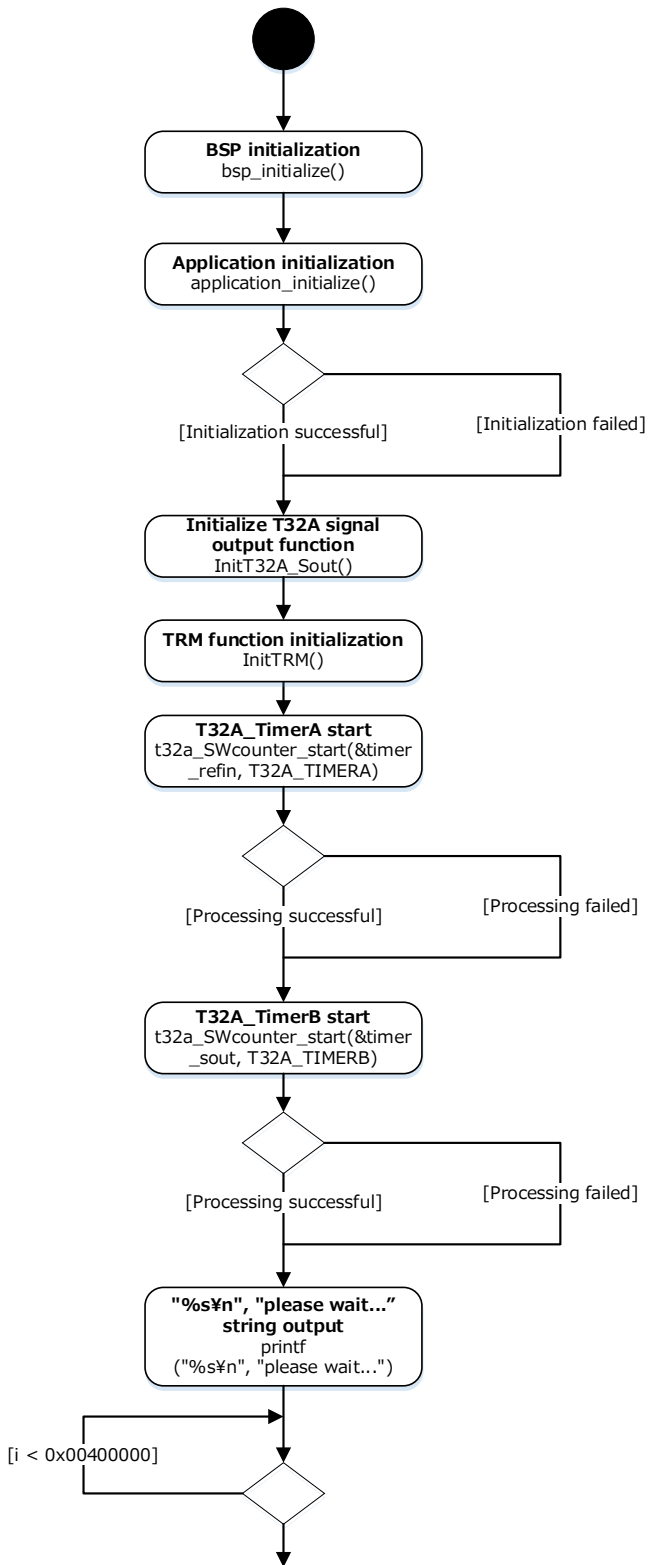 BSP initialization
bsp_initialize()
Application initialization
application_initialize()
[Initialization successful]
[Initialization failed]
Initialize T32A signal
output function
InitT32A_Sout()
TRM function initialization
InitTRM()
T32A_TimerA start
t32a_SWcounter_start(&timer
_refin, T32A_TIMERA)
[Processing successful]
[Processing failed]
T32A_TimerB start
t32a_SWcounter_start(&timer
_sout, T32A_TIMERB)
[Processing successful]
[Processing failed]
"%s¥n", "please wait...”
string output
printf
("%s¥n", "please wait...")
[i < 0x00400000]